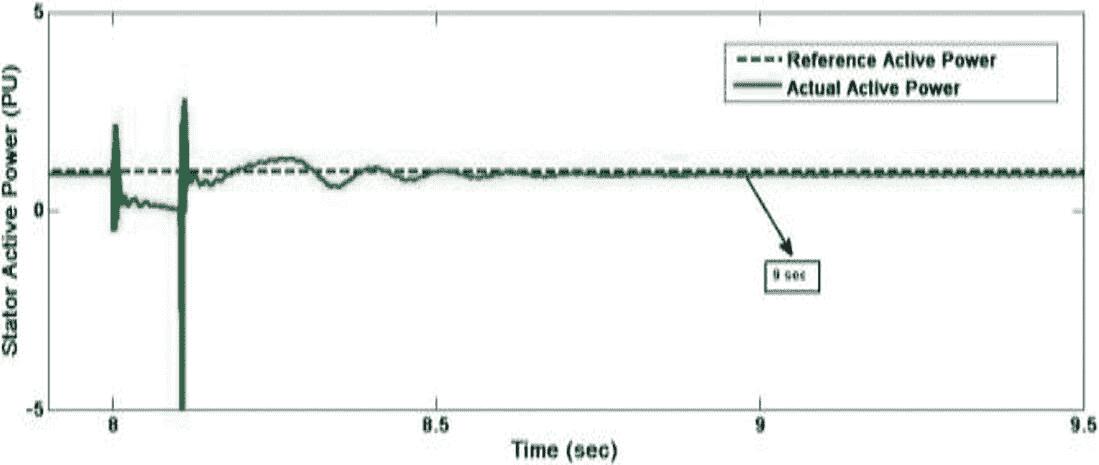 5
Stator Active Power (PU)
Reference Active Power
Actual Active Power
0
9 sec
-5
8
8.5
9
9.5
Time (sec)